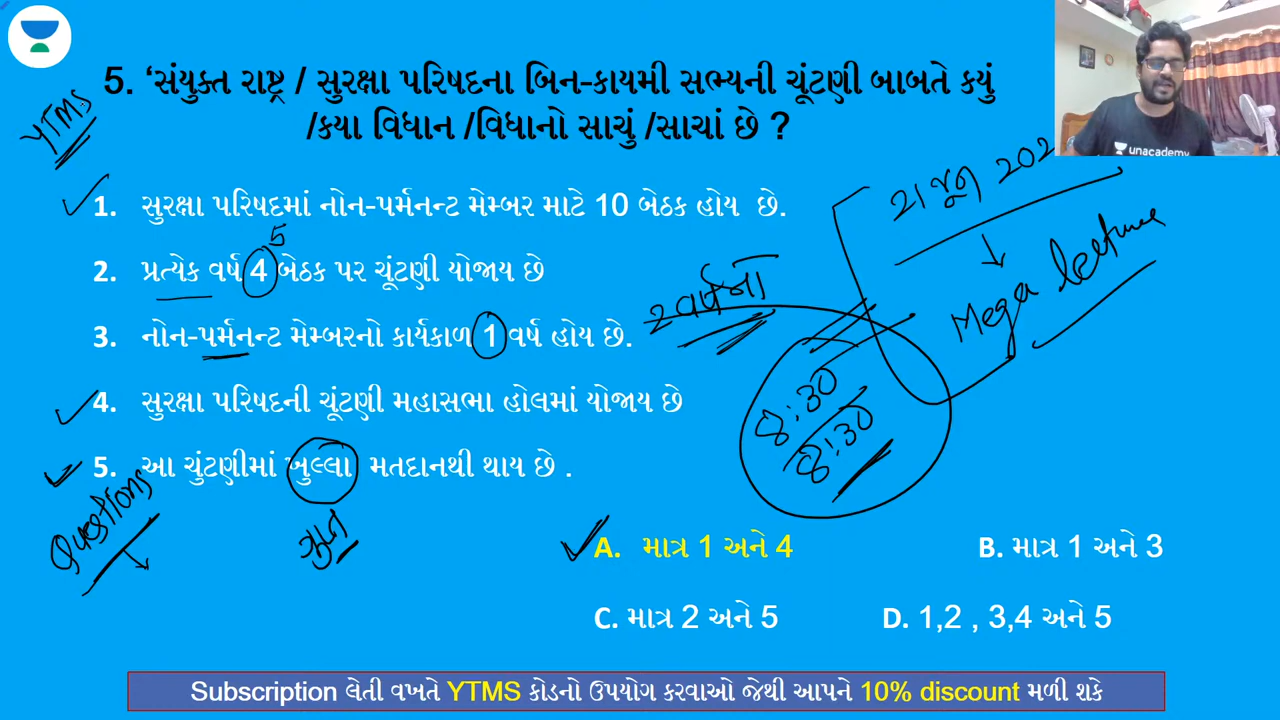 5. ‘સંયુક્ત રાષ્ટ્ર / સુરક્ષા પરિષદના બિન-કાયમી સભ્યની ચૂંટણી બાબતે કયું
/કયા વિધાન /વિધાનો સાચું /સાચાં છે ?
YTMS
unacademy
21 જૂન 202
1. સુરક્ષા પરિષદમાં નોન-પર્મનન્ટ મેમ્બર માટે 10 બેઠક હોય છે.
5
2. પ્રત્યેક વર્ષ 4 બેઠક પર ચૂંટણી યોજાય છે
2 વર્ષનો
Mega lecture
3. નોન-પર્મનન્ટ મેમ્બરનો કાર્યકાળ 1 વર્ષ હોય છે.
4. સુરક્ષા પરિષદની ચૂંટણી મહાસભા હોલમાં યોજાય છે
8:30
8:30
5. આ ચુંટણીમાં ખુલ્લા મતદાનથી થાય છે .
Questions
A. માત્ર 1 અને 4
B. માત્ર 1 અને 3
C. માત્ર 2 અને 5
D. 1,2 , 3,4 અને 5
Subscription લેતી વખતે YTMS કોડનો ઉપયોગ કરવાઓ જેથી આપને 10% discount મળી શકે